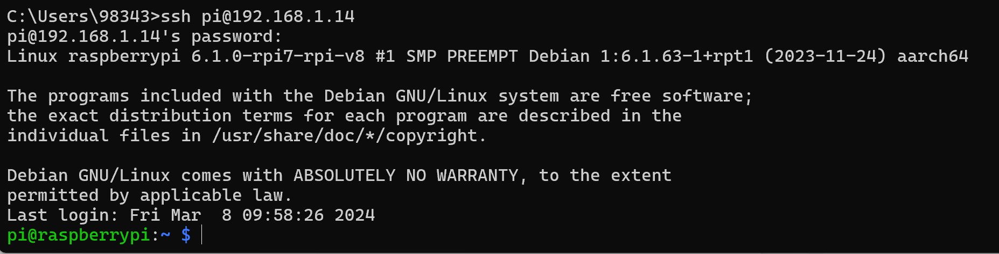 C:\Users\98343>ssh pi@192.168.1.14
pi@192.168.1.14's password:
Linux raspberrypi 6.1.0-rpi7-rpi-v8 #1 SMP PREEMPT Debian 1:6.1.63-1+rpt1 (2023-11-24) aarch64

The programs included with the Debian GNU/Linux system are free software;
the exact distribution terms for each program are described in the
individual files in /usr/share/doc/*/copyright.

Debian GNU/Linux comes with ABSOLUTELY NO WARRANTY, to the extent
permitted by applicable law.
Last login: Fri Mar  8 09:58:26 2024
pi@raspberrypi:~ $